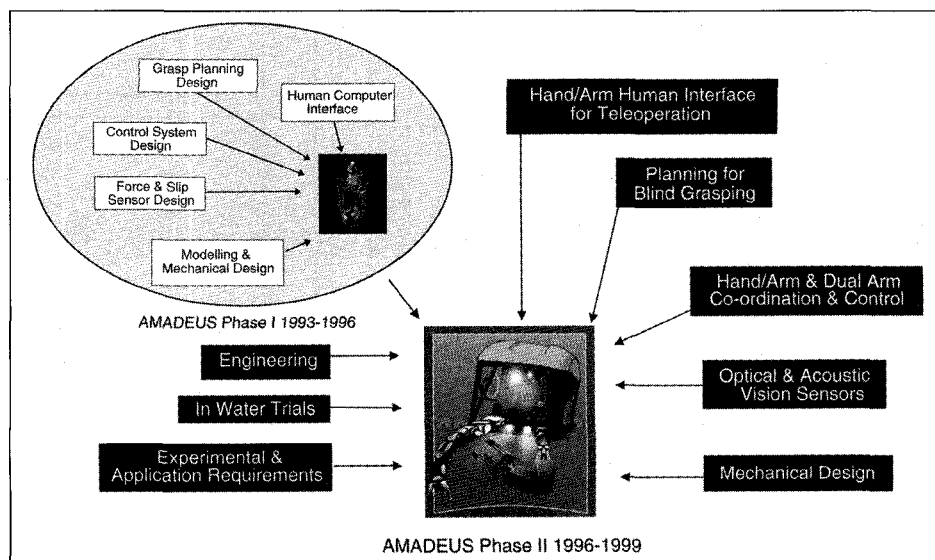 Grasp Planning
Design
Human Computer
Interface
Control System
Design
Force & Slip
Sensor Design
Modelling &
Mechanical Design
AMADEUS Phase I 1993-1996
Hand/Arm Human Interface
for Teleoperation
Planning for
Blind Grasping
Hand/Arm & Dual Arm
Co-ordination & Control
Optical & Acoustic
Vision Sensors
Mechanical Design
Engineering
In Water Trials
Experimental &
Application Requirements
AMADEUS Phase II 1996-1999